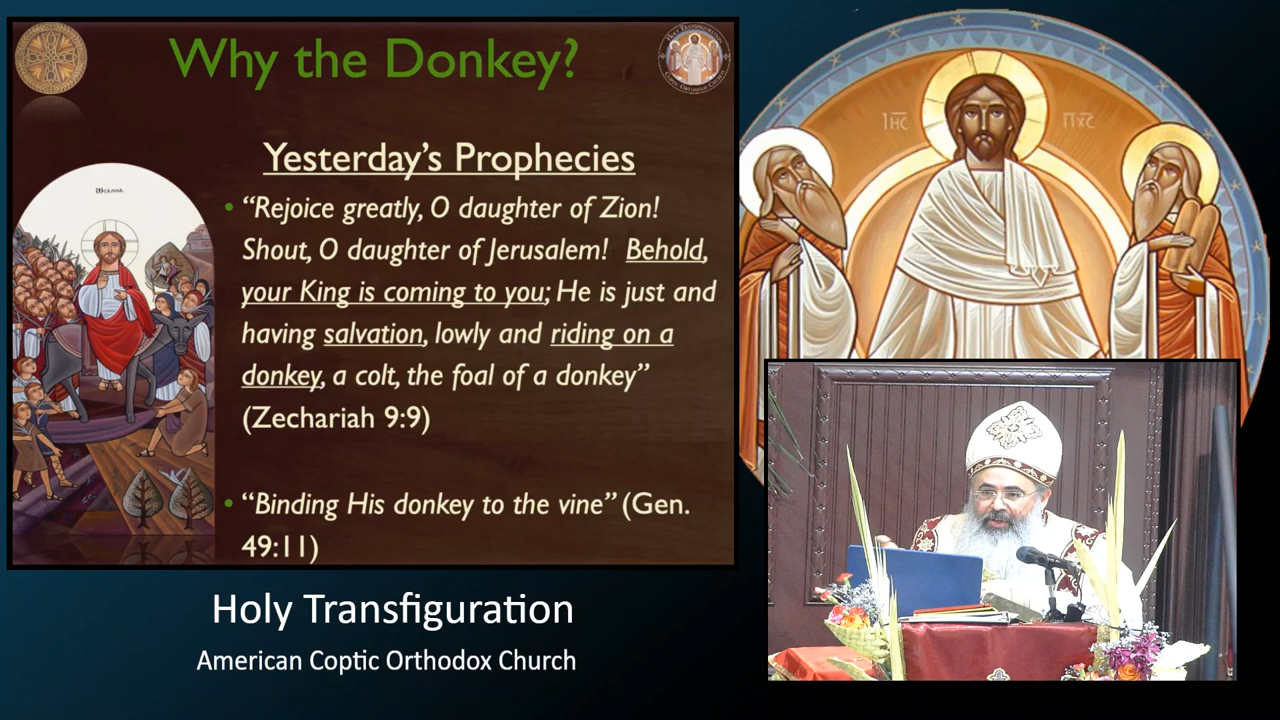 Why the Donkey?
Yesterday's Prophecies
• “Rejoice greatly, O daughter of Zion!
Shout, O daughter of Jerusalem! Behold,
your King is coming to you; He is just and
having salvation, lowly and riding on a
donkey, a colt, the foal of a donkey”
(Zechariah 9:9)
• “Binding His donkey to the vine” (Gen.
49:11)
Holy Transfiguration
American Coptic Orthodox Church